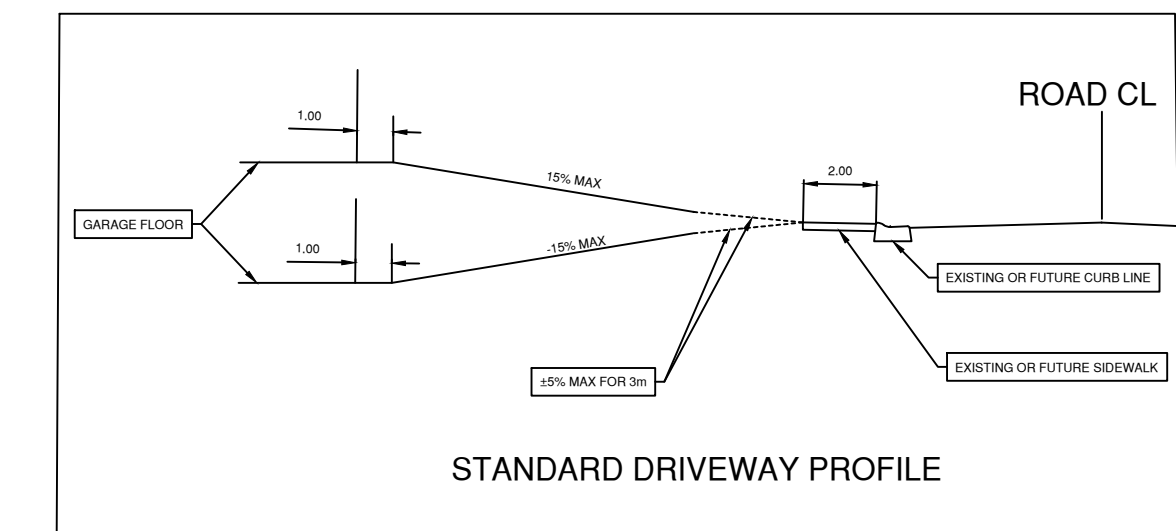 ROAD CL
1.00
15% MAX
2.00
GARAGE FLOOR
1.00
-15% MAX
EXISTING OR FUTURE CURB LINE
EXISTING OR FUTURE SIDEWALK
±5% MAX FOR 3m
STANDARD DRIVEWAY PROFILE